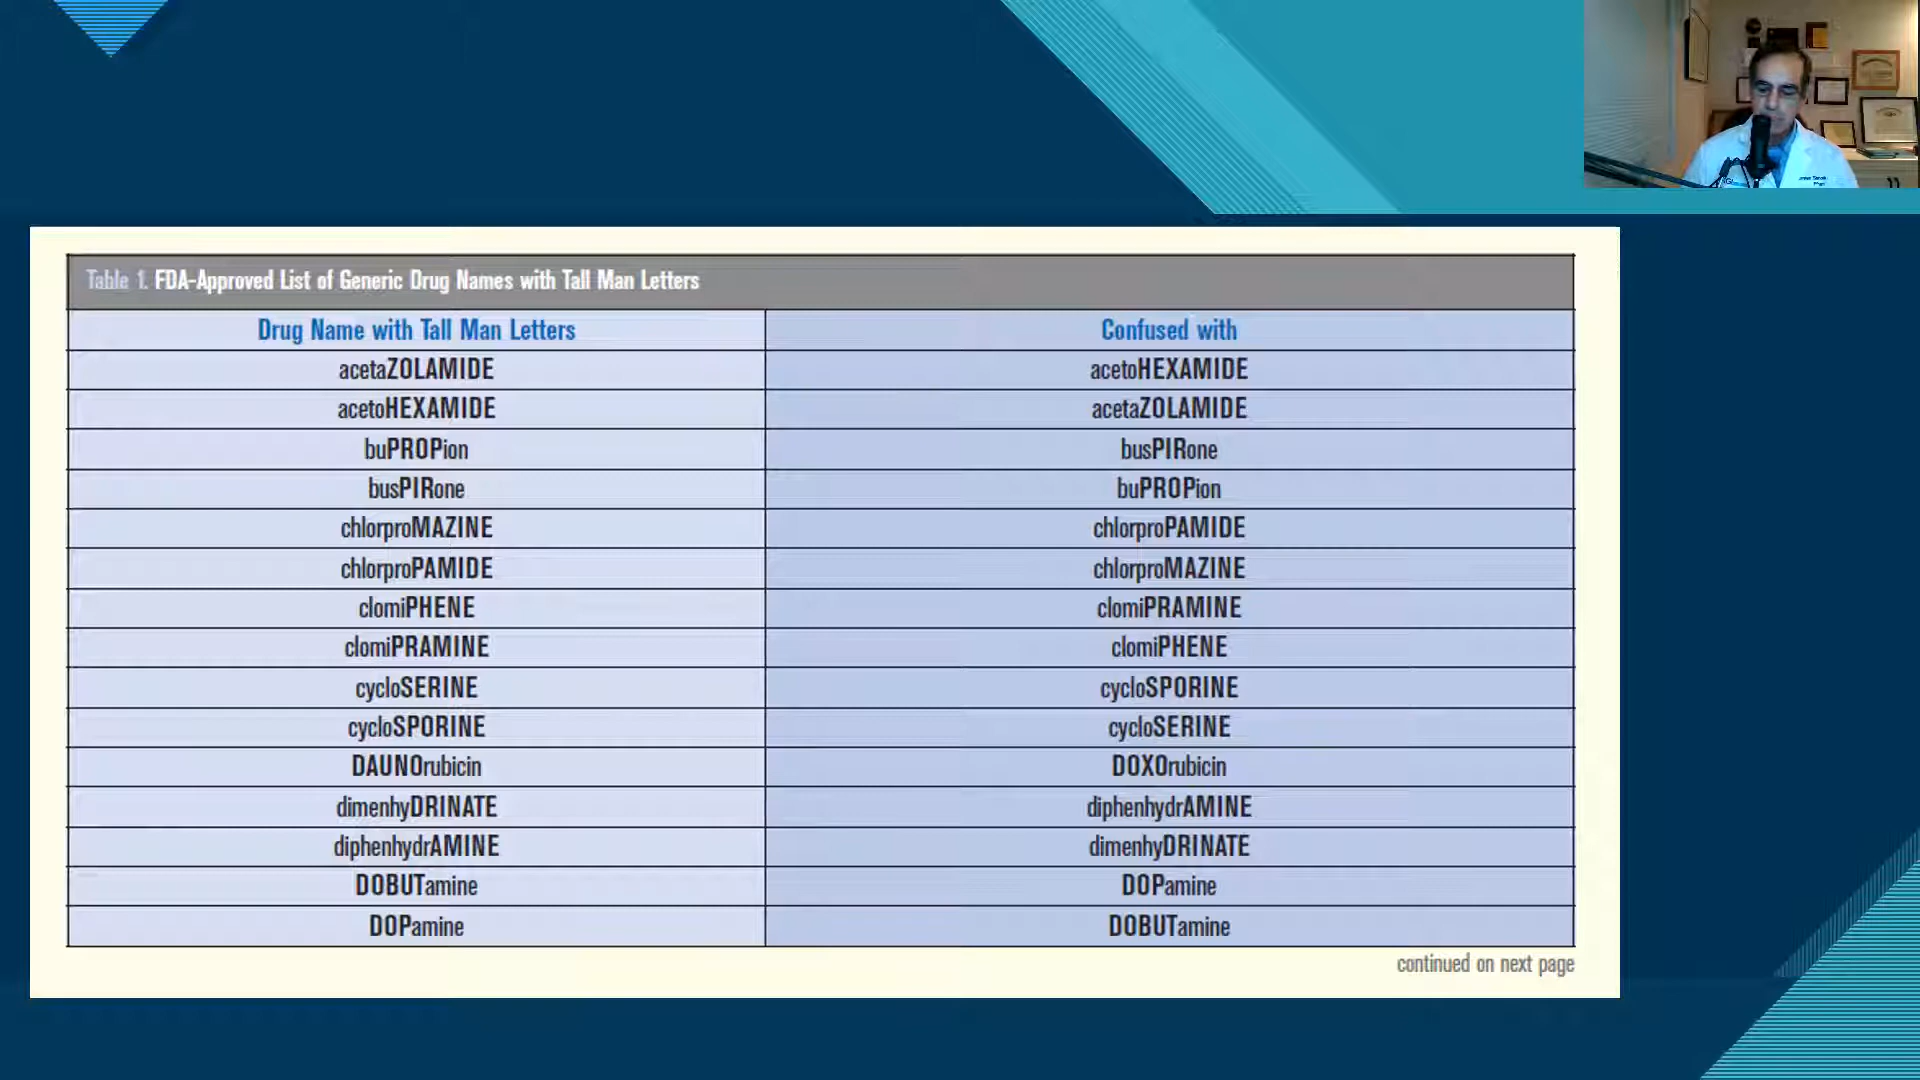 Table 1. FDA-Approved List of Generic Drug Names with Tall Man Letters
Drug Name with Tall Man Letters Confused with
acetaZOLAMIDE acetoHEXAMIDE
acetoHEXAMIDE acetaZOLAMIDE
buPROPion busPIRone
busPIRone buPROPion
chlorproMAZINE chlorproPAMIDE
chlorproPAMIDE chlorproMAZINE
clomiPHENE clomiPRAMINE
clomiPRAMINE clomiPHENE
cycloSERINE cycloSPORINE
cycloSPORINE cycloSERINE
DAUNOrubicin DOXOrubicin
dimenhyDRINATE diphenhydrAMINE
diphenhydrAMINE dimenhyDRINATE
DOBUTamine DOPamine
DOPamine DOBUTamine
continued on next page